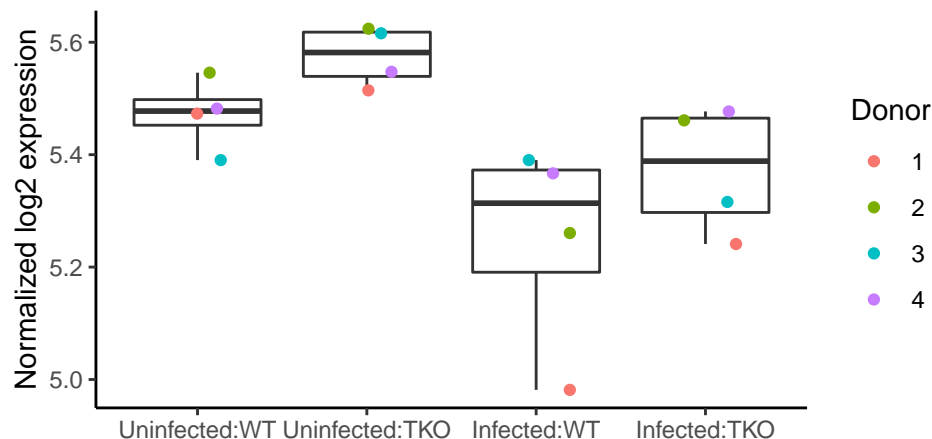 Normalized log2 expression
5.6
5.4
5.2
5.0
Uninfected:WT
Uninfected:TKO
Infected:WT
Infected:TKO
Donor
1
2
3
4